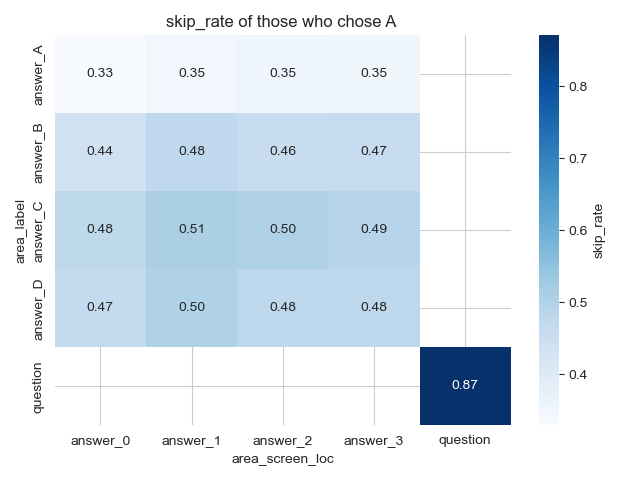 skip_rate of those who chose A
answer_A 0.33 0.35 0.35 0.35
answer_B 0.44 0.48 0.46 0.47
answer_C 0.48 0.51 0.50 0.49
answer_D 0.47 0.50 0.48 0.48
question 0.87
answer_0 answer_1 answer_2 answer_3 question
area_screen_loc
area_label
0.8
0.7
0.6
0.5
0.4
skip_rate